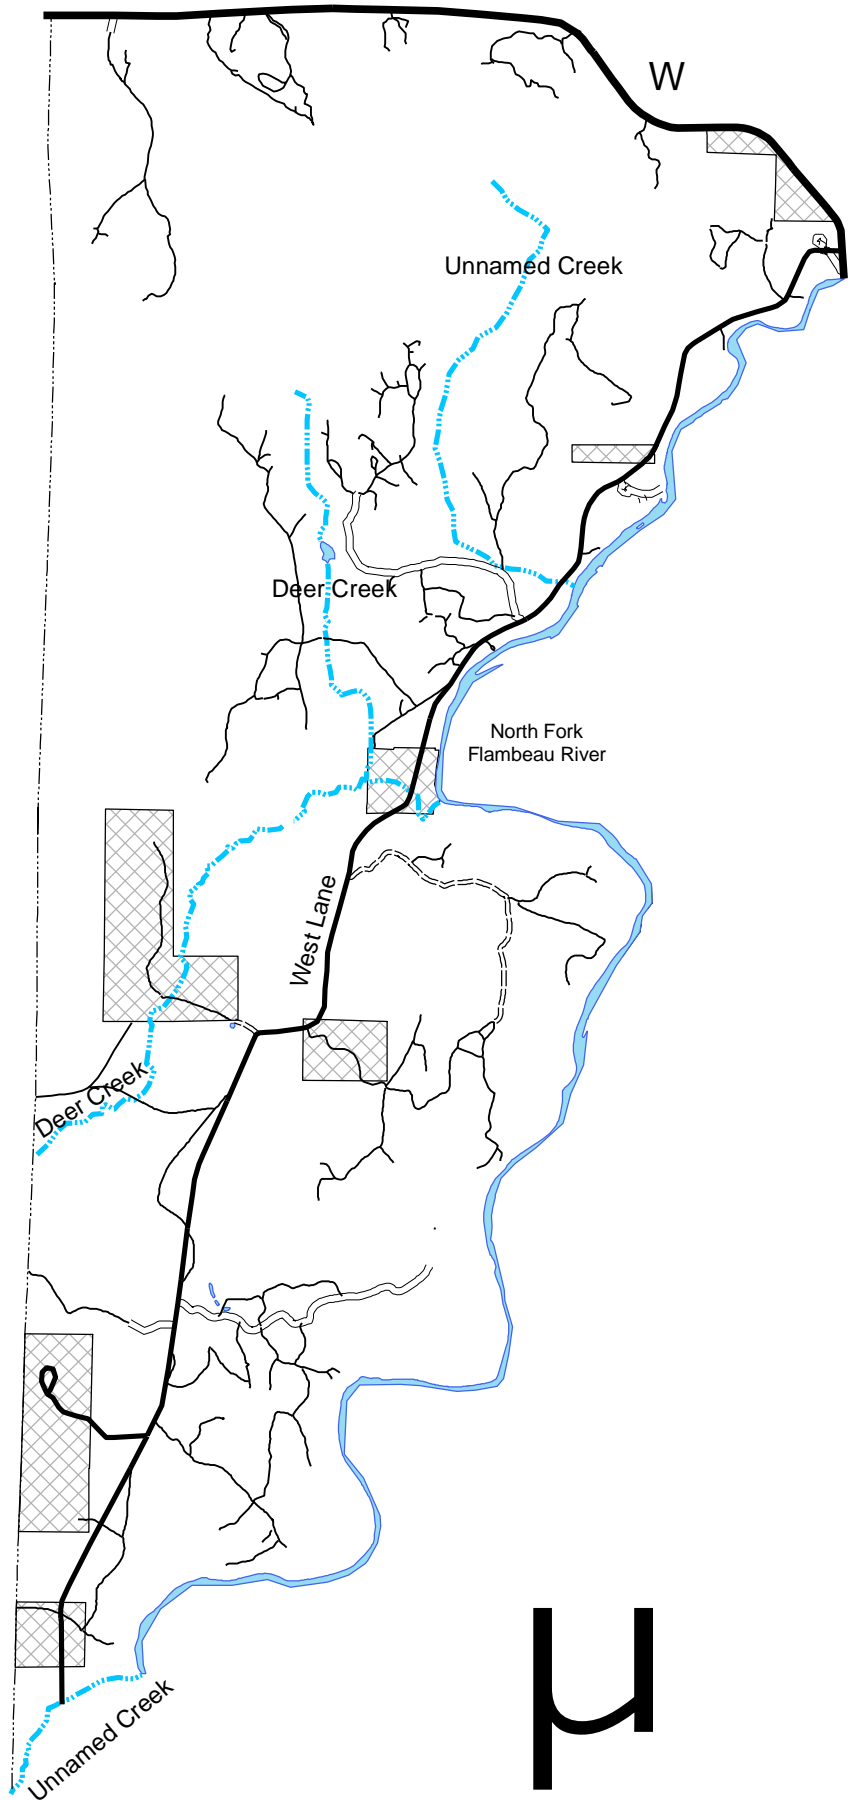 W
Unnamed Creek
Deer Creek
North Fork
Flambeau River
West Lane
Deer Creek
µ
Unnamed Creek